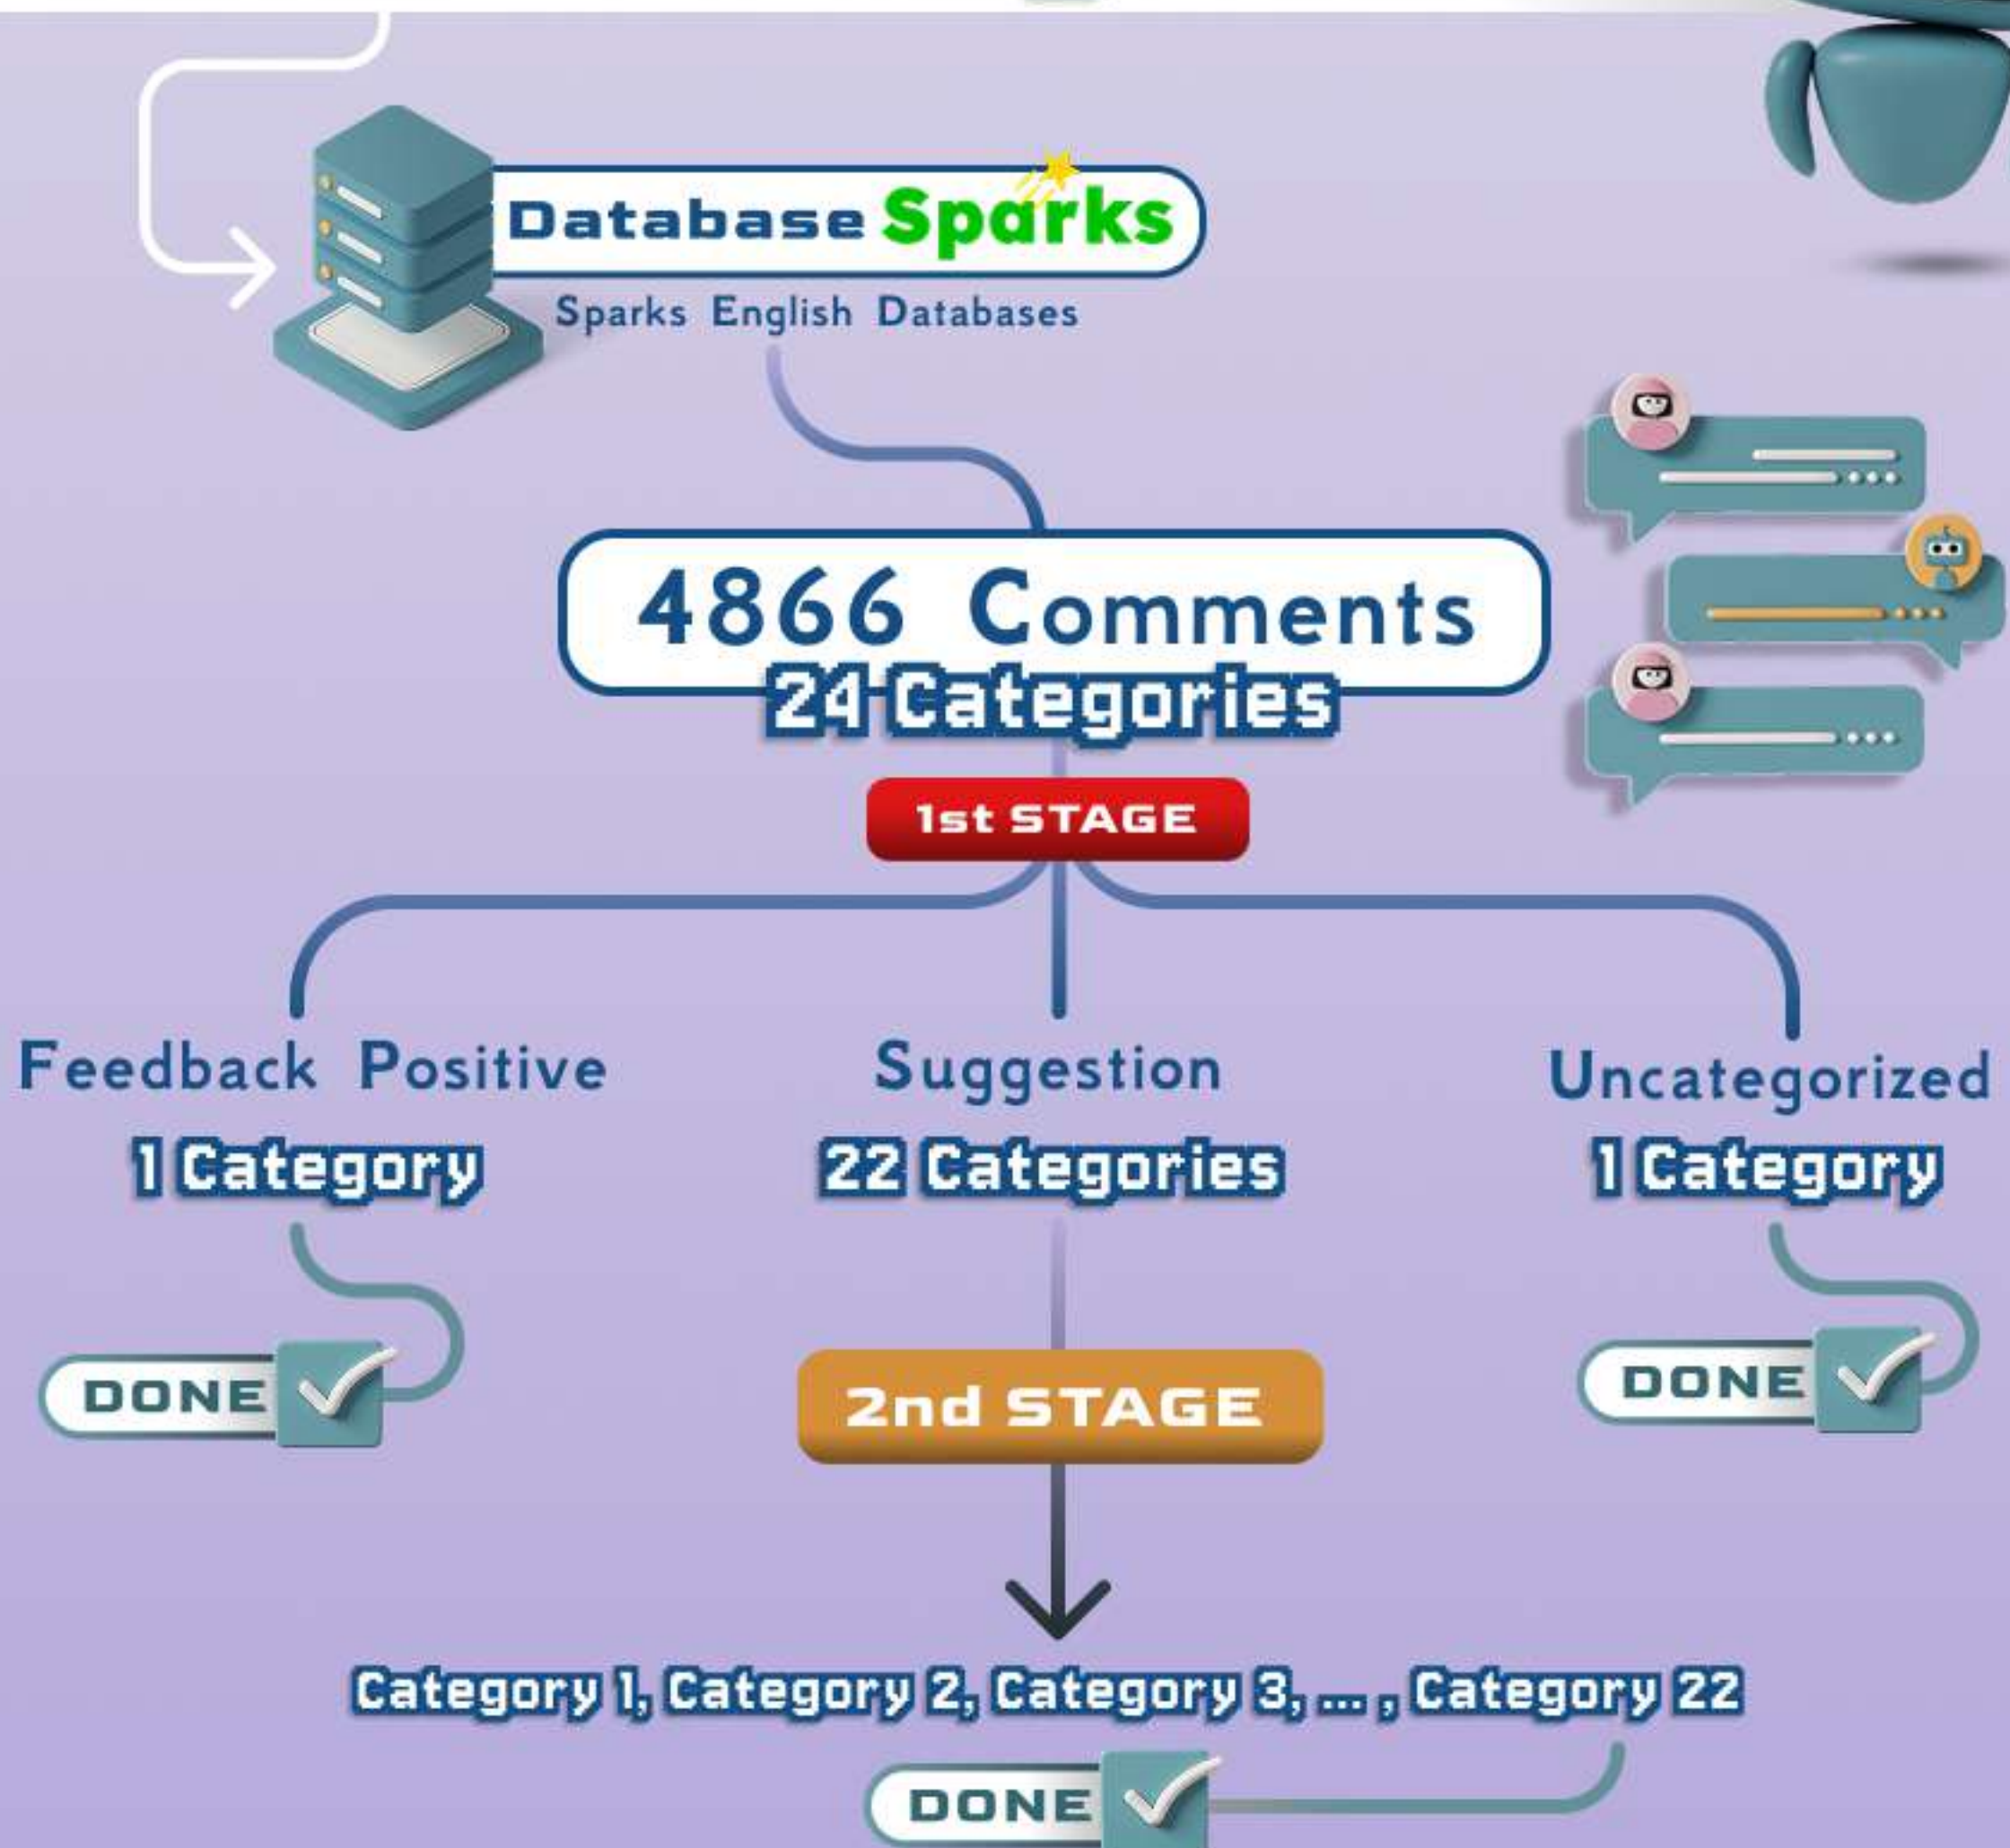 Database Sparks
Sparks English Databases
4866 Comments
24 Categories
1st STAGE
Feedback Positive
Suggestion
Uncategorized
1 Category
22 Categories
1 Category
DONE
2nd STAGE
DONE
Category 1, Category 2, Category 3, ... , Category 22
DONE